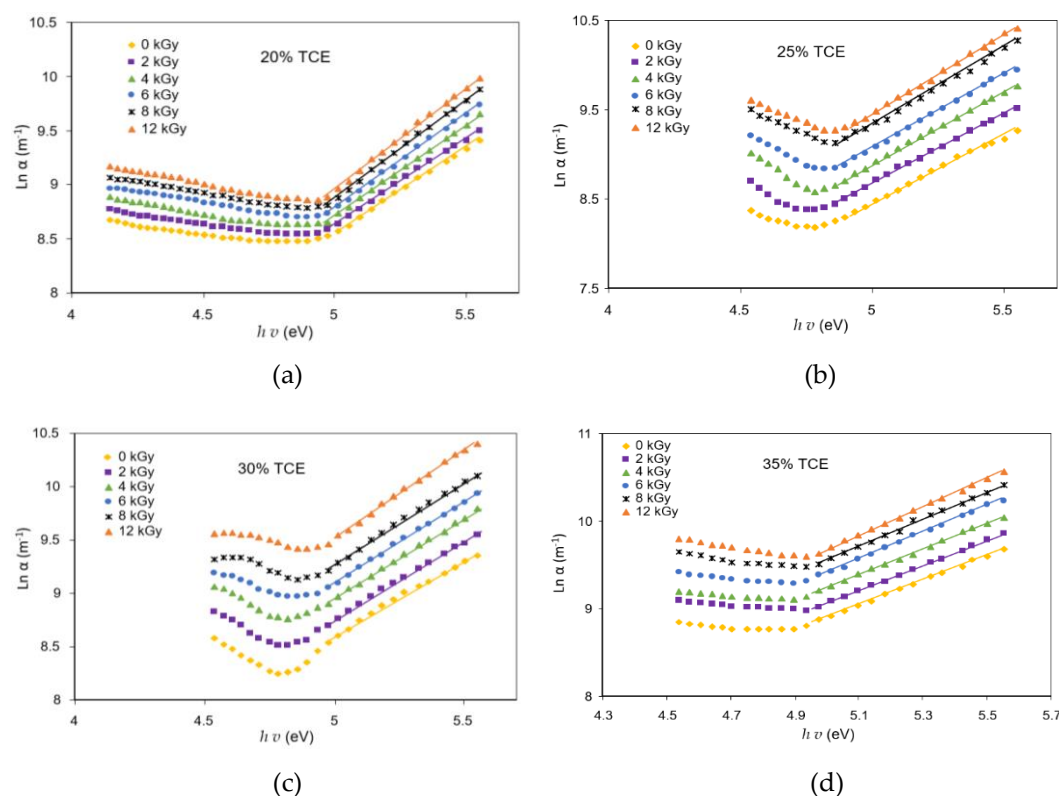 10.5
10
9.5
9
8.5
8
4
4.5
5
5.5
Ln α (m⁻¹)
h v (eV)
20% TCE
0 kGy
2 kGy
4 kGy
6 kGy
8 kGy
12 kGy
(a)
10.5
9.5
8.5
7.5
4
4.5
5
5.5
Ln α (m⁻¹)
h v (eV)
25% TCE
0 kGy
2 kGy
4 kGy
6 kGy
8 kGy
12 kGy
(b)
10.5
10
9.5
9
8.5
8
4
4.5
5
5.5
Ln α (m⁻¹)
h v (eV)
30% TCE
0 kGy
2 kGy
4 kGy
6 kGy
8 kGy
12 kGy
(c)
11
10
9
8
4.3
4.5
4.7
4.9
5.1
5.3
5.5
5.7
Ln α (m⁻¹)
h v (eV)
35% TCE
0 kGy
2 kGy
4 kGy
6 kGy
8 kGy
12 kGy
(d)